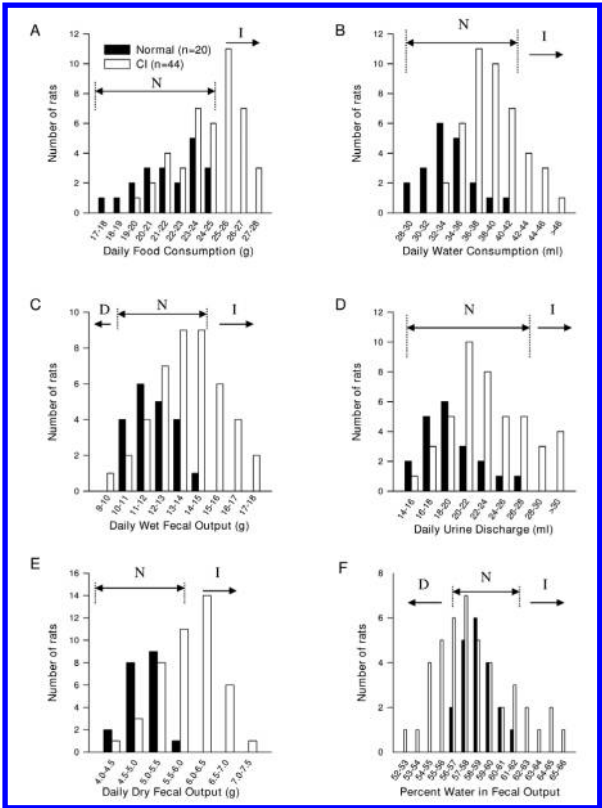 A
Normal (n=20)
CI (n=44)
I
N
Number of rats
12
10
8
6
4
2
0
17-18
18-19
19-20
20-21
21-22
22-23
23-24
24-25
25-26
26-27
27-28
Daily Food Consumption (g)
B
N
I
Number of rats
12
10
8
6
4
2
0
28-30
30-32
32-34
34-36
36-38
38-40
40-42
42-44
44-46
>46
Daily Water Consumption (ml)
C
D
N
I
Number of rats
10
8
6
4
2
0
9-10
10-11
11-12
12-13
13-14
14-15
15-16
16-17
17-18
Daily Wet Fecal Output (g)
D
N
I
Number of rats
12
10
8
6
4
2
0
14-16
16-18
18-20
20-22
22-24
24-26
26-28
28-30
>30
Daily Urine Discharge (ml)
E
N
I
Number of rats
16
14
12
10
8
6
4
2
0
4.0-4.5
4.5-5.0
5.0-5.5
5.5-6.0
6.0-6.5
6.5-7.0
7.0-7.5
Daily Dry Fecal Output (g)
F
D
N
I
Number of rats
8
6
4
2
0
52-53
53-54
54-55
55-56
56-57
57-58
58-59
59-60
60-61
61-62
62-63
63-64
64-65
65-66
Percent Water in Fecal Output